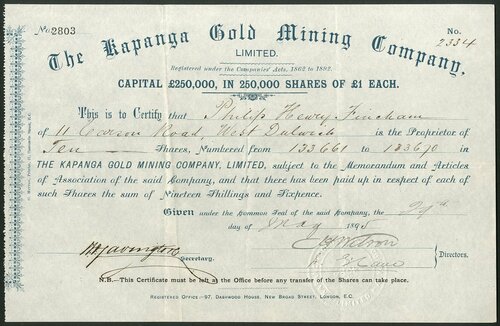 No 2803
No.
2334
The Kapanga Gold Mining Company,
LIMITED.
Registered under the Companies' Acts, 1862 to 1892.
CAPITAL £250,000, IN 250,000 SHARES OF £1 EACH.
This is to Certify that Philip Henry Fincham
of 11 Road, West Dulwich is the Proprietor of
Ten Shares, Numbered from 133661 to 133670 in
THE KAPANGA GOLD MINING COMPANY, LIMITED, subject to the Memorandum and Articles
of Association of the said Company, and that there has been paid up in respect of each of
such Shares the sum of Nineteen Shillings and Sixpence.
Given under the Common Seal of the said Company, the 29th
day of May 1895
Secretary.
Directors.
N.B.—This Certificate must be left at the Office before any transfer of the Shares can take place.
REGISTERED OFFICE:—97, DASHWOOD HOUSE, NEW BROAD STREET, LONDON, E.C.